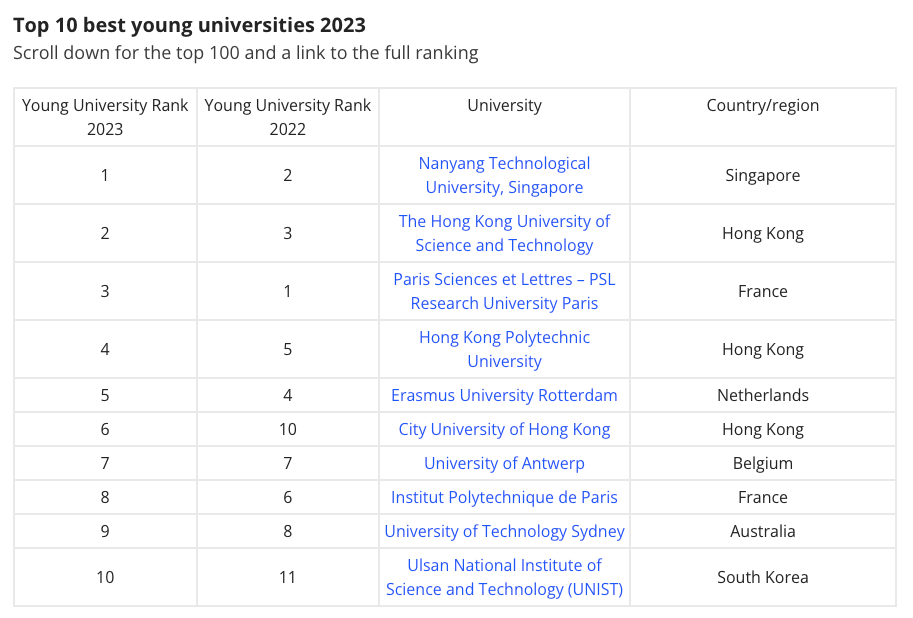 Top 10 best young universities 2023
Scroll down for the top 100 and a link to the full ranking
Young University Rank 2023 Young University Rank 2022 University Country/region
1 2 Nanyang Technological University, Singapore Singapore
2 3 The Hong Kong University of Science and Technology Hong Kong
3 1 Paris Sciences et Lettres – PSL Research University Paris France
4 5 Hong Kong Polytechnic University Hong Kong
5 4 Erasmus University Rotterdam Netherlands
6 10 City University of Hong Kong Hong Kong
7 7 University of Antwerp Belgium
8 6 Institut Polytechnique de Paris France
9 8 University of Technology Sydney Australia
10 11 Ulsan National Institute of Science and Technology (UNIST) South Korea